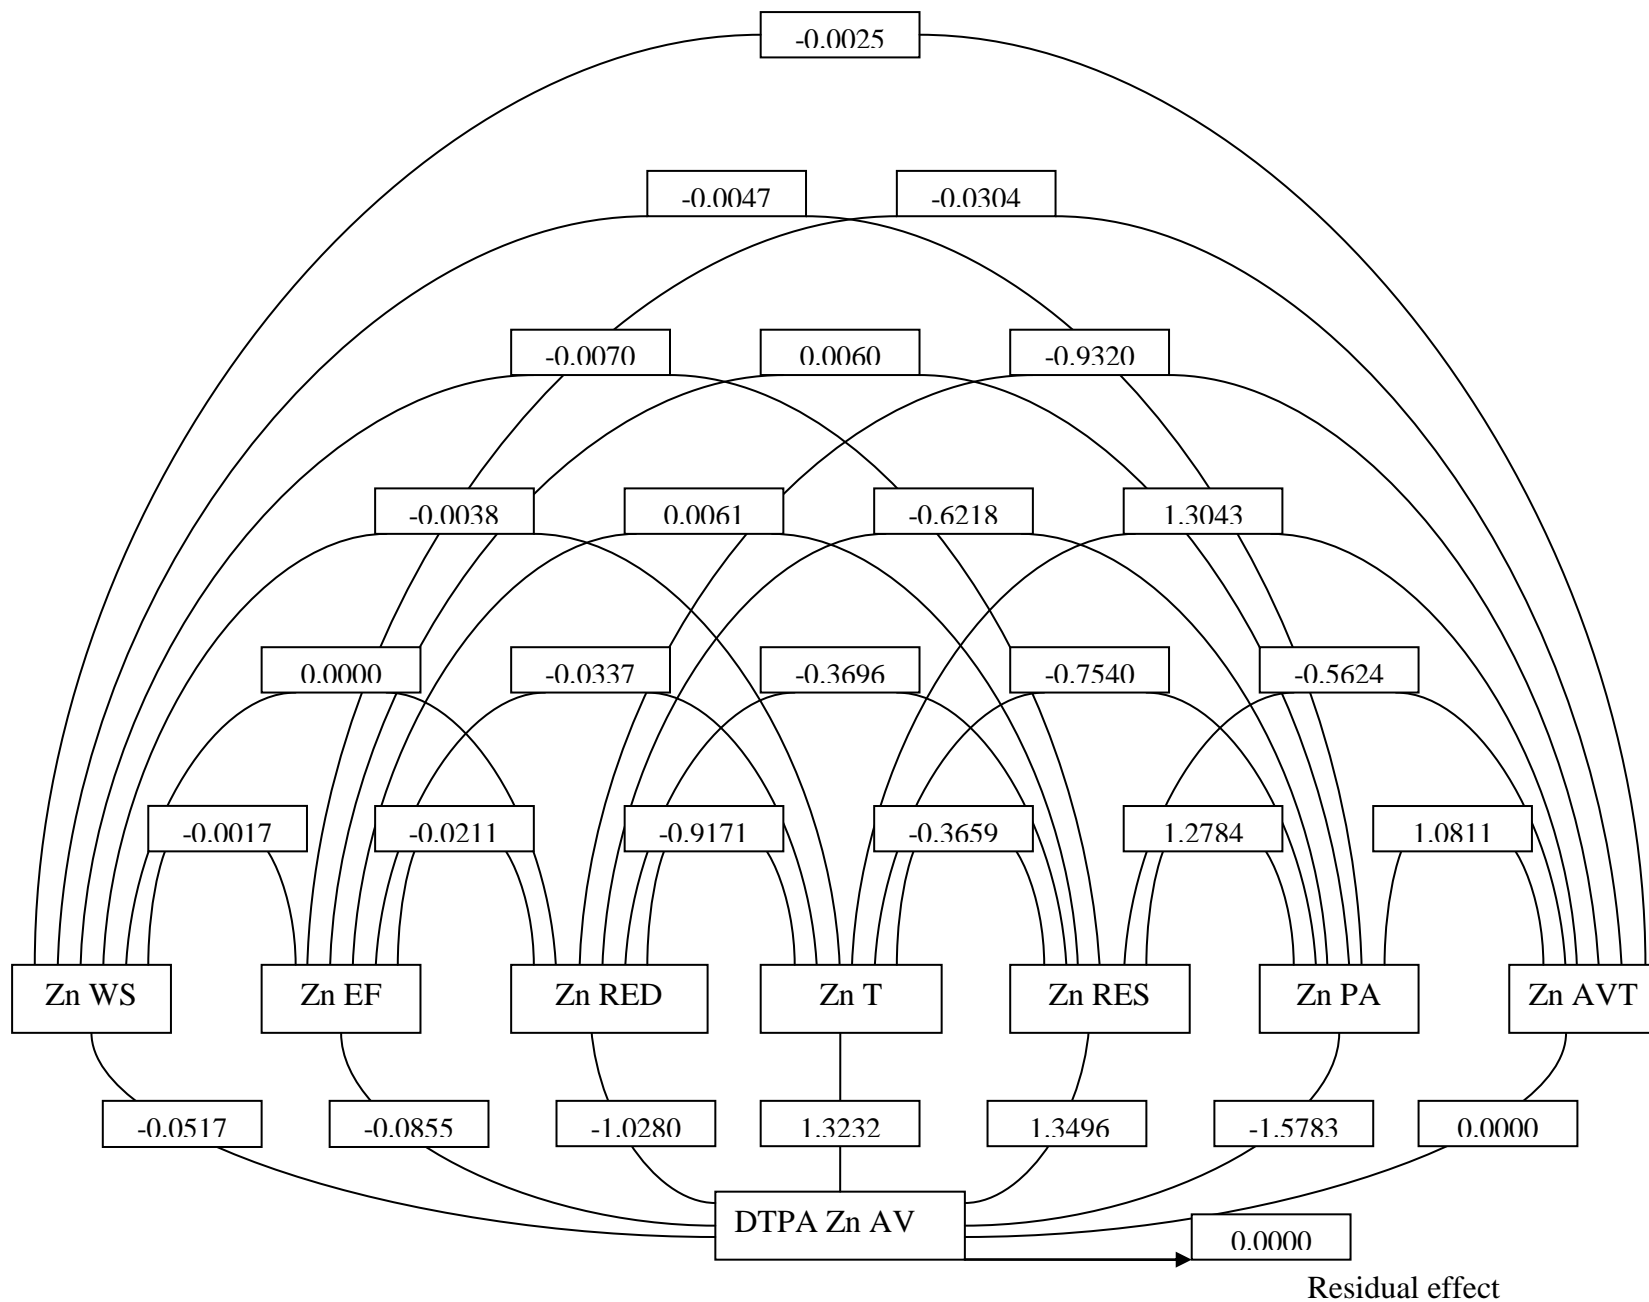 -0.0025
-0.0047 -0.0304
-0.0070 0.0060 -0.9320
-0.0038 0.0061 -0.6218 1.3043
0.0000 -0.0337 -0.3696 -0.7540 -0.5624
-0.0017 -0.0211 -0.9171 -0.3659 1.2784 1.0811
Zn WS Zn EF Zn RED Zn T Zn RES Zn PA Zn AVT
-0.0517 -0.0855 -1.0280 1.3232 1.3496 -1.5783 0.0000
DTPA Zn AV
0.0000
Residual effect